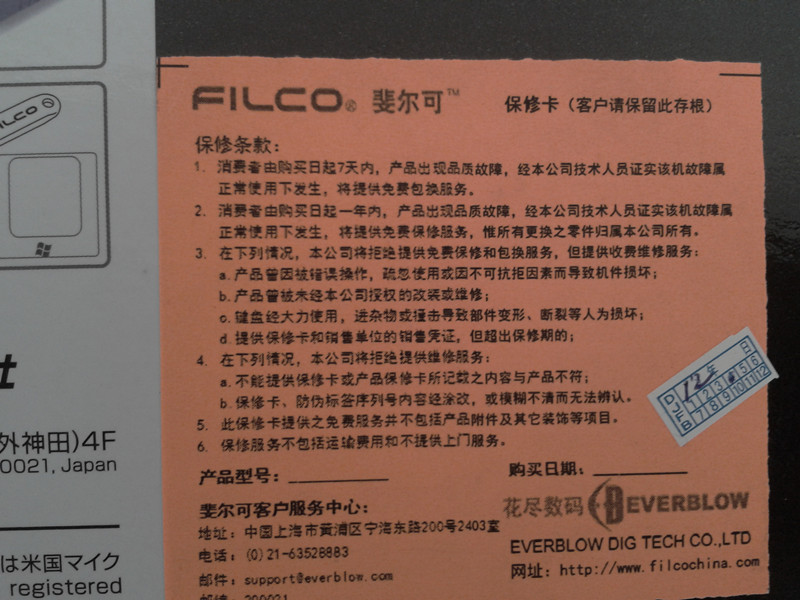 FILCO
FILCO® 斐尔可™ 保修卡（客户请保留此存根）
保修条款：
1. 消费者由购买日起7天内，产品出现品质故障，经本公司技术人员证实该机故障属
正常使用下发生，将提供免费包换服务。
2. 消费者由购买日起一年内，产品出现品质故障，经本公司技术人员证实该机故障属
正常使用下发生，将提供免费保修服务，惟所有更换之零件归属本公司所有。
3. 在下列情况，本公司将拒绝提供免费保修和包换服务，但提供收费维修服务：
a.产品曾因被错误操作，疏忽使用或因不可抗拒因素而导致机件损坏；
b.产品曾被未经本公司授权的改装或维修；
c.键盘经大力使用，进杂物或撞击导致部件变形、断裂等人为损坏；
d.提供保修卡和销售单位的销售凭证，但超出保修期的；
4. 在下列情况，本公司将拒绝提供维修服务：
a.不能提供保修卡或产品保修卡所记载之内容与产品不符；
b.保修卡、防伪标签序列号内容经涂改，或模糊不清而无法辨认。
5. 此保修卡提供之免费服务并不包括产品附件及其它装饰等项目。
6. 保修服务不包括运输费用和不提供上门服务。
12年
1 2 3 5 6
7 8 9 10 11 12
产品型号：
购买日期：
斐尔可客户服务中心：
地址：中国上海市黄浦区宁海东路200号2403室
电话：(0)21-63528883
邮件：support@everblow.com
邮编：200021
花尽数码 EVERBLOW
EVERBLOW DIG TECH CO.,LTD
网址：http://www.filcochina.com
t
外神田)4F
0021, Japan
は米国マイク
registered